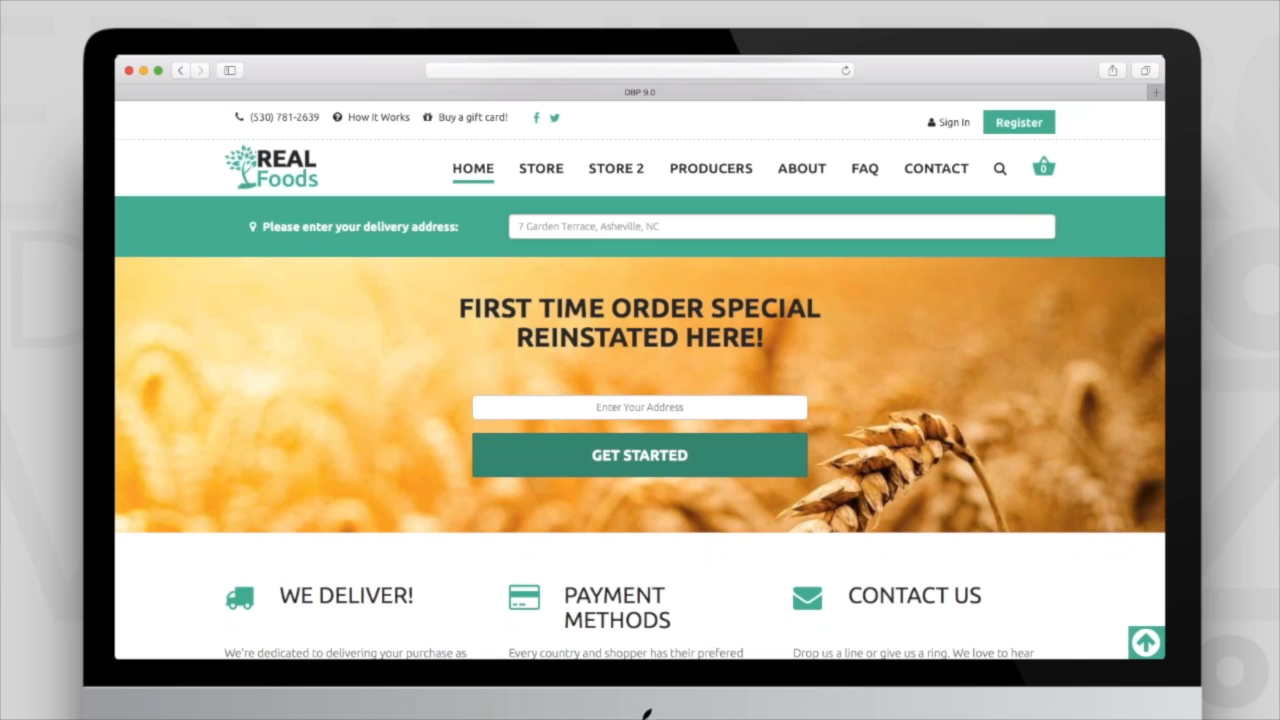 DBP 9.0
(530) 781-2639 How it Works Buy a gift card!
Sign In Register
REAL
Foods
HOME STORE STORE 2 PRODUCERS ABOUT FAQ CONTACT 0
Please enter your delivery address: 7 Garden Terrace, Asheville, NC
FIRST TIME ORDER SPECIAL
REINSTATED HERE!
Enter Your Address
GET STARTED
WE DELIVER!
We're dedicated to delivering your purchase as
PAYMENT
METHODS
Every country and shopper has their prefered
CONTACT US
Drop us a line or give us a ring. We love to hear